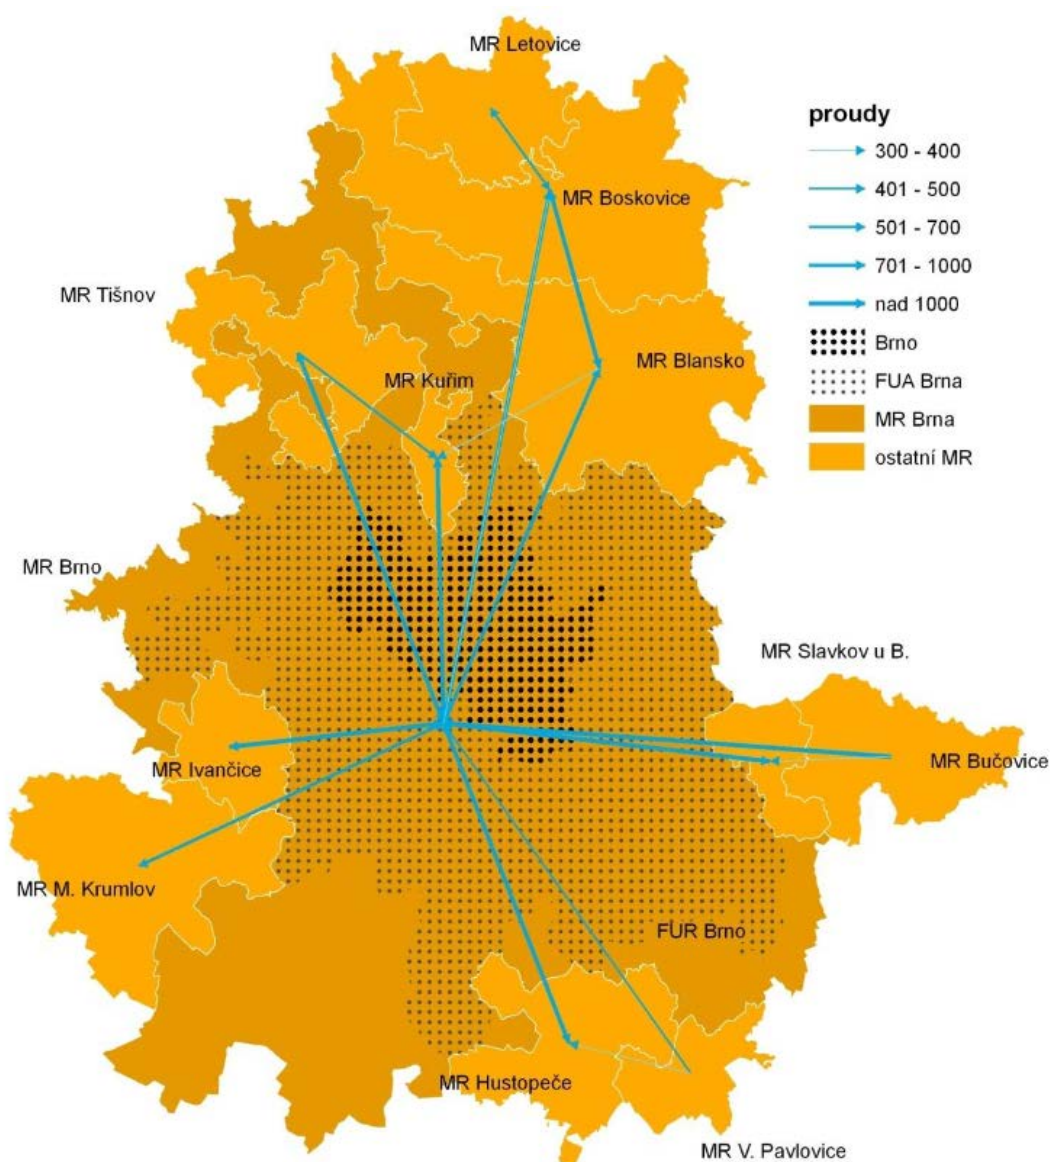 MR Letovice
proudy
300 - 400
401 - 500
501 - 700
701 - 1000
nad 1000
Brno
FUA Brna
MR Brna
ostatní MR
MR Boskovice
MR Tišnov
MR Blansko
MR Kuřim
MR Brno
MR Slavkov u B.
MR Bučovice
MR Ivančice
MR M. Krumlov
FUR Brno
MR Hustopeče
MR V. Pavlovice